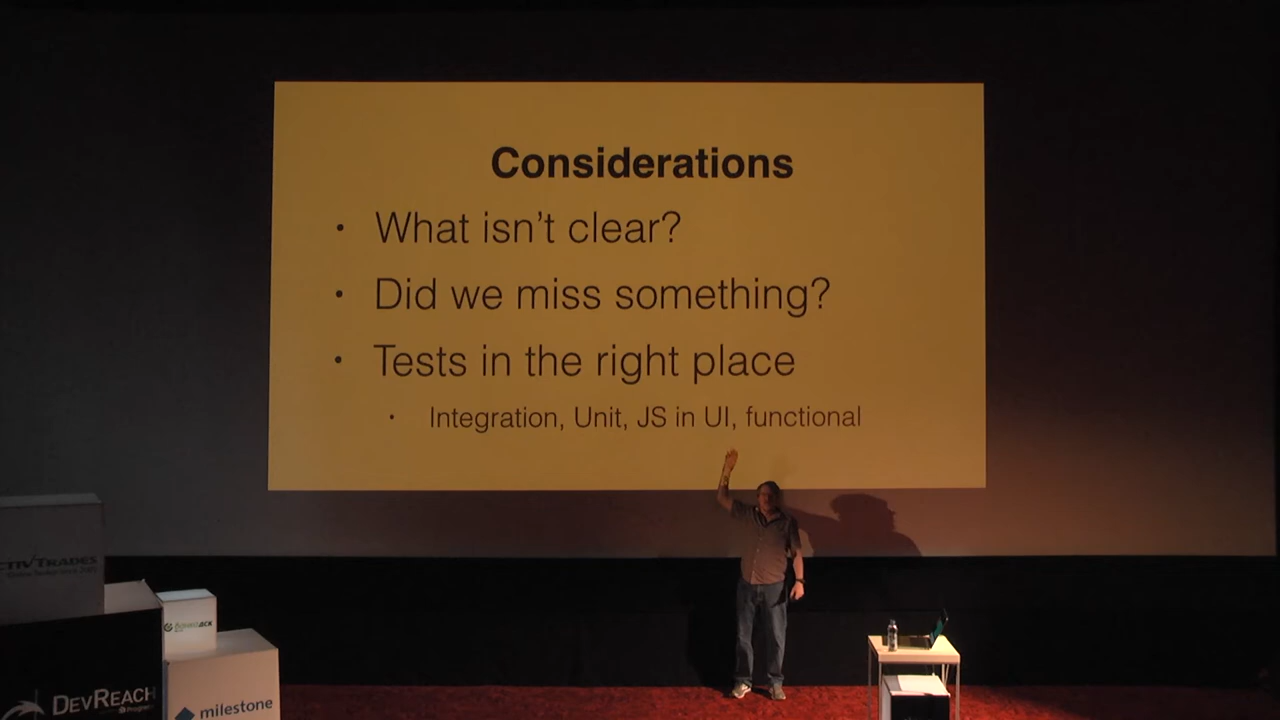 Considerations
• What isn't clear?
• Did we miss something?
• Tests in the right place
• Integration, Unit, JS in UI, functional
DEVREACH
milestone